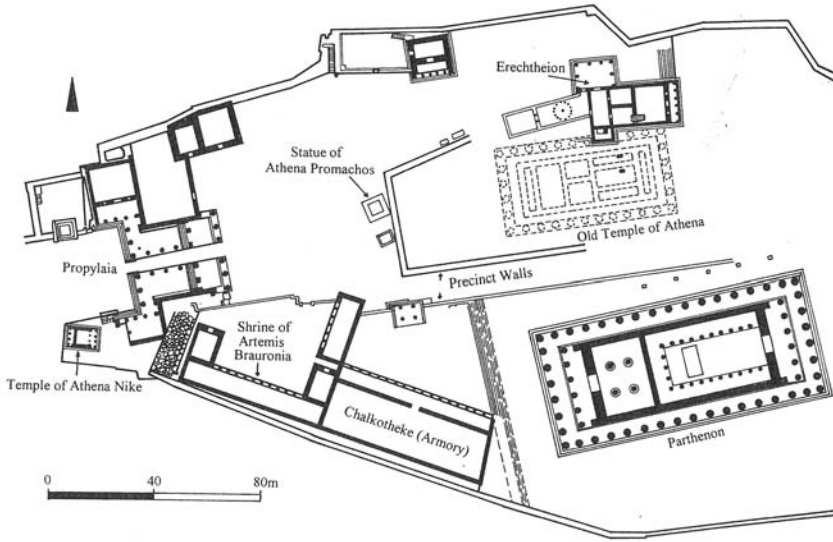 Erechtheion
Statue of
Athena Promachos
Old Temple of Athena
Propylaia
Precinct Walls
Shrine of
Artemis
Brauronia
Temple of Athena Nike
Chalkotheke (Armory)
Parthenon
0
40
80m